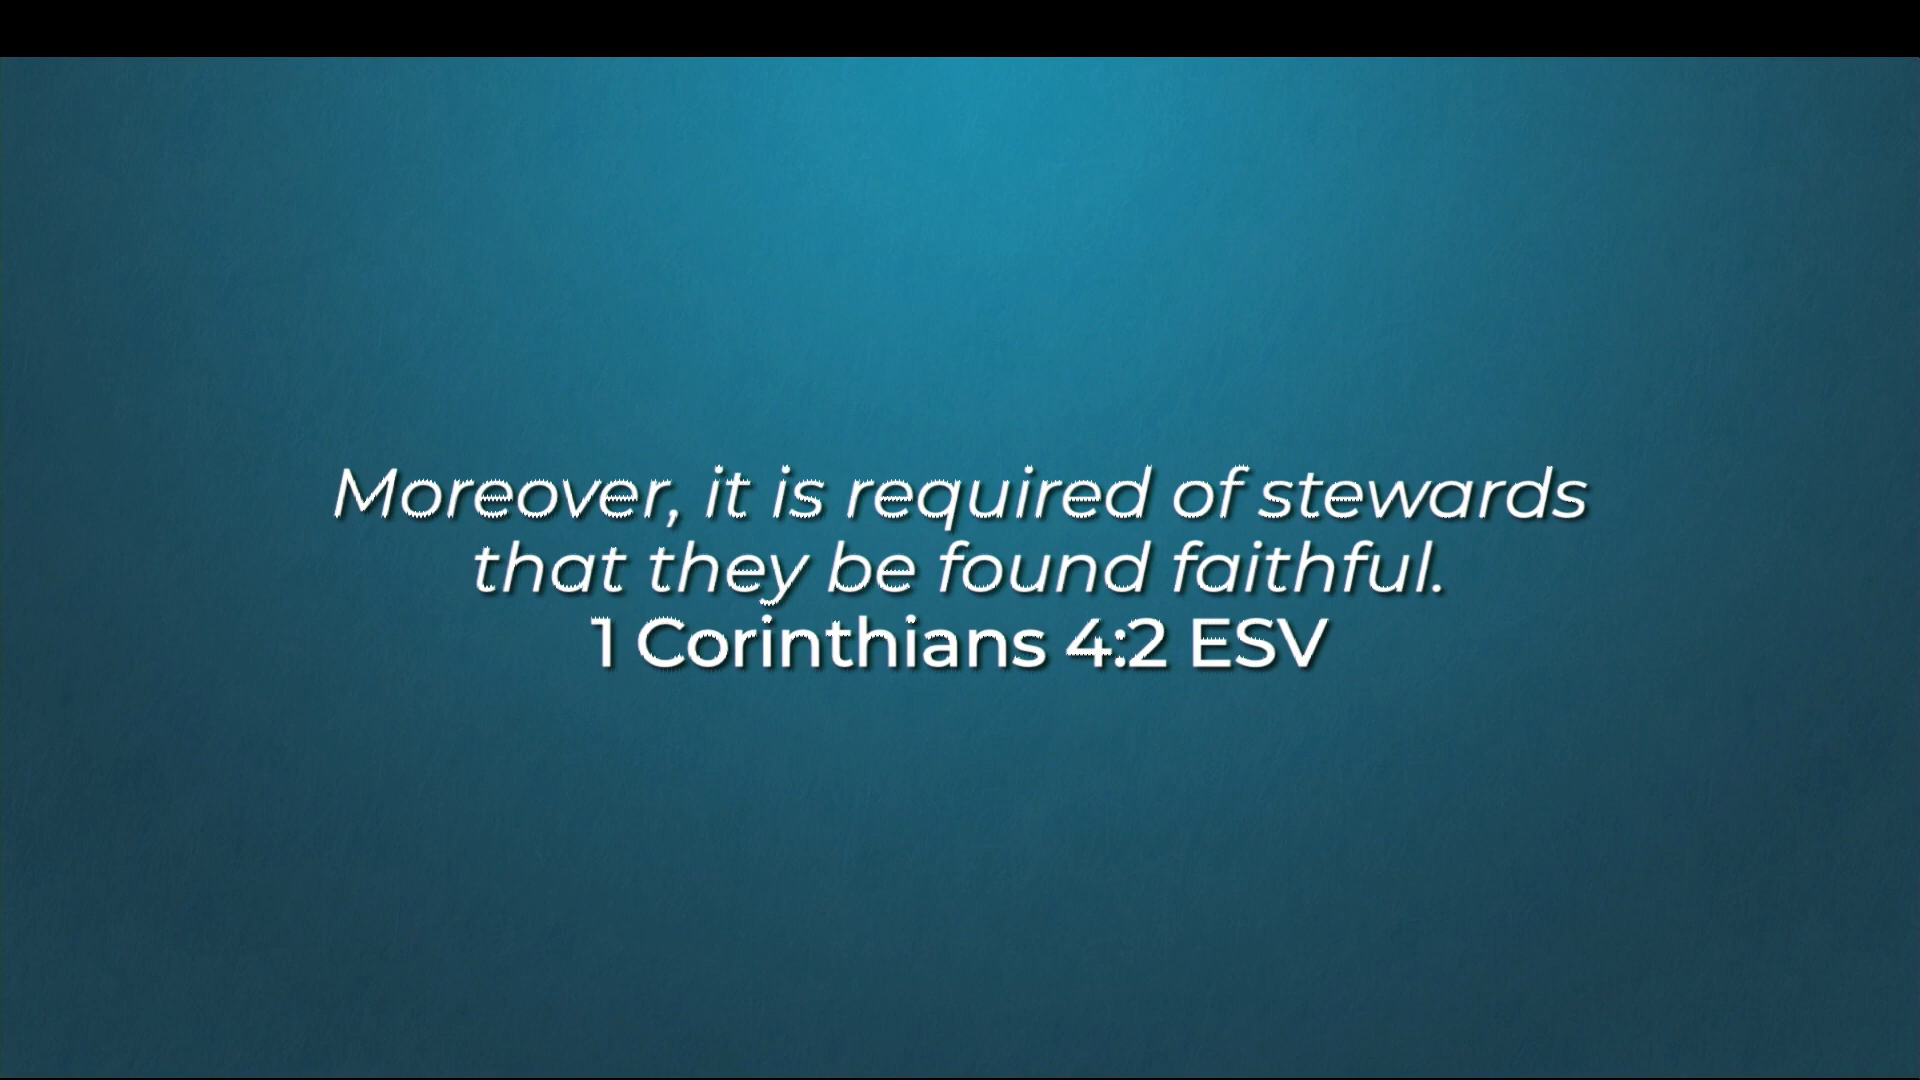 Moreover, it is required of stewards
that they be found faithful.
1 Corinthians 4:2 ESV